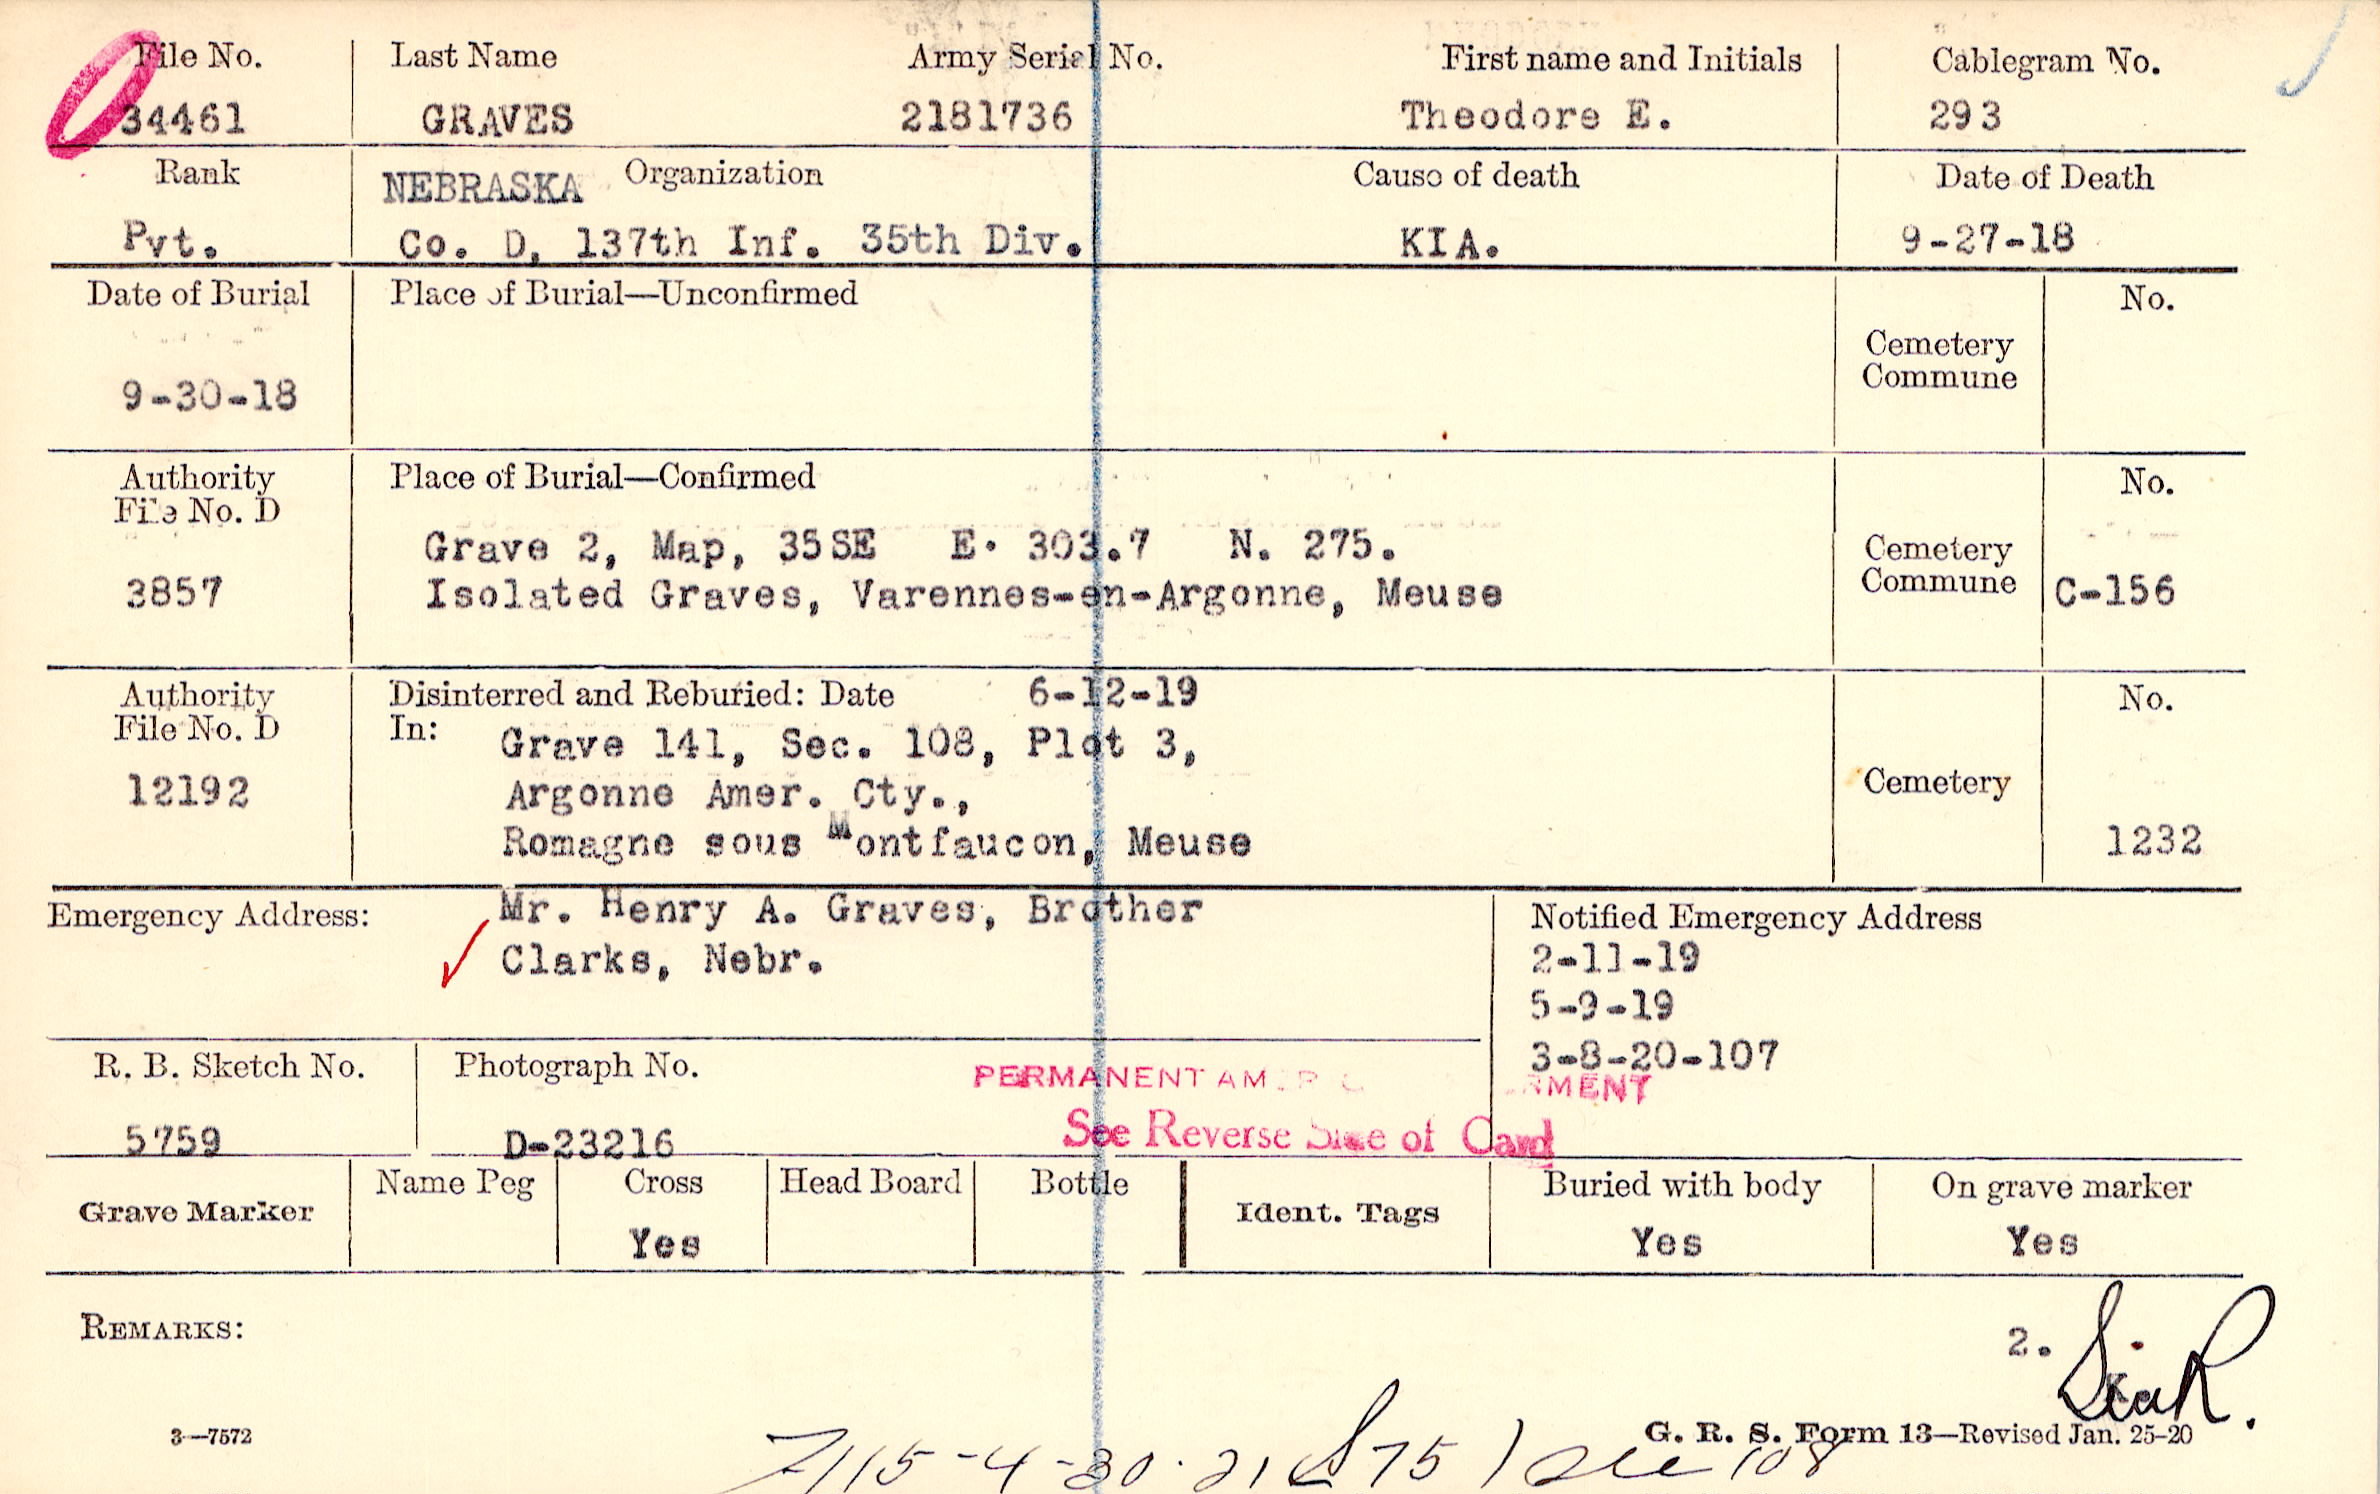 File No. Last Name Army Serial No. First name and Initials Cablegram No.
34461 GRAVES 2181736 Theodore E. 293
Rank NEBRASKA Organization Cause of death Date of Death
Pvt. Co. D, 137th Inf. 35th Div. KIA. 9-27-18
Date of Burial Place of Burial—Unconfirmed No.
Cemetery
Commune
9-30-18
Authority Place of Burial—Confirmed No.
File No. D
Grave 2, Map, 35SE E. 303.7 N. 275. Cemetery
3857 Isolated Graves, Varennes-en-Argonne, Meuse Commune C-156
Authority Disinterred and Reburied: Date 6-12-19 No.
File No. D In: Grave 141, Sec. 108, Plot 3,
12192 Argonne Amer. Cty., Cemetery
Romagne sous Montfaucon, Meuse 1232
Emergency Address: Mr. Henry A. Graves, Brother Notified Emergency Address
Clarks, Nebr. 2-11-19
5-9-19
3-8-20-107
R. B. Sketch No. Photograph No. PERMANENT
See Reverse Side of Card
5759 D-23216
Grave Marker Name Peg Cross Head Board Bottle Ident. Tags Buried with body On grave marker
Yes Yes Yes
REMARKS: 2.
3—7572 G. R. S. Form 13—Revised Jan. 25-20
108